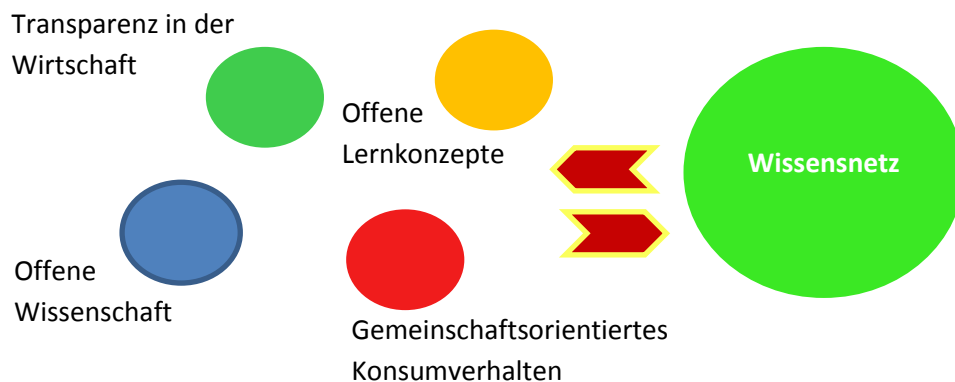 Transparenz in der
Wirtschaft
Offene
Lernkonzepte
Wissensnetz
Offene
Wissenschaft
Gemeinschaftsorientiertes
Konsumverhalten